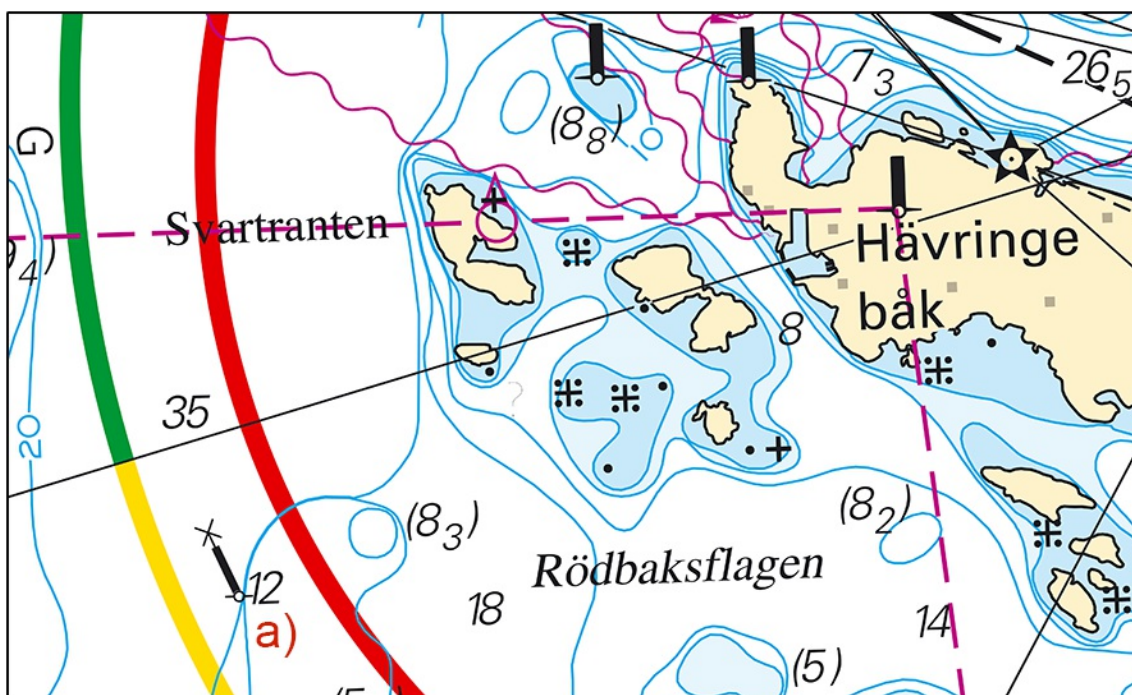 7₃
26₅
(8₈)
G
Svartranten
Hävringe
båk
8
35
20
(8₃)
(8₂)
Rödbaksflagen
12
a)
18
14
(5)